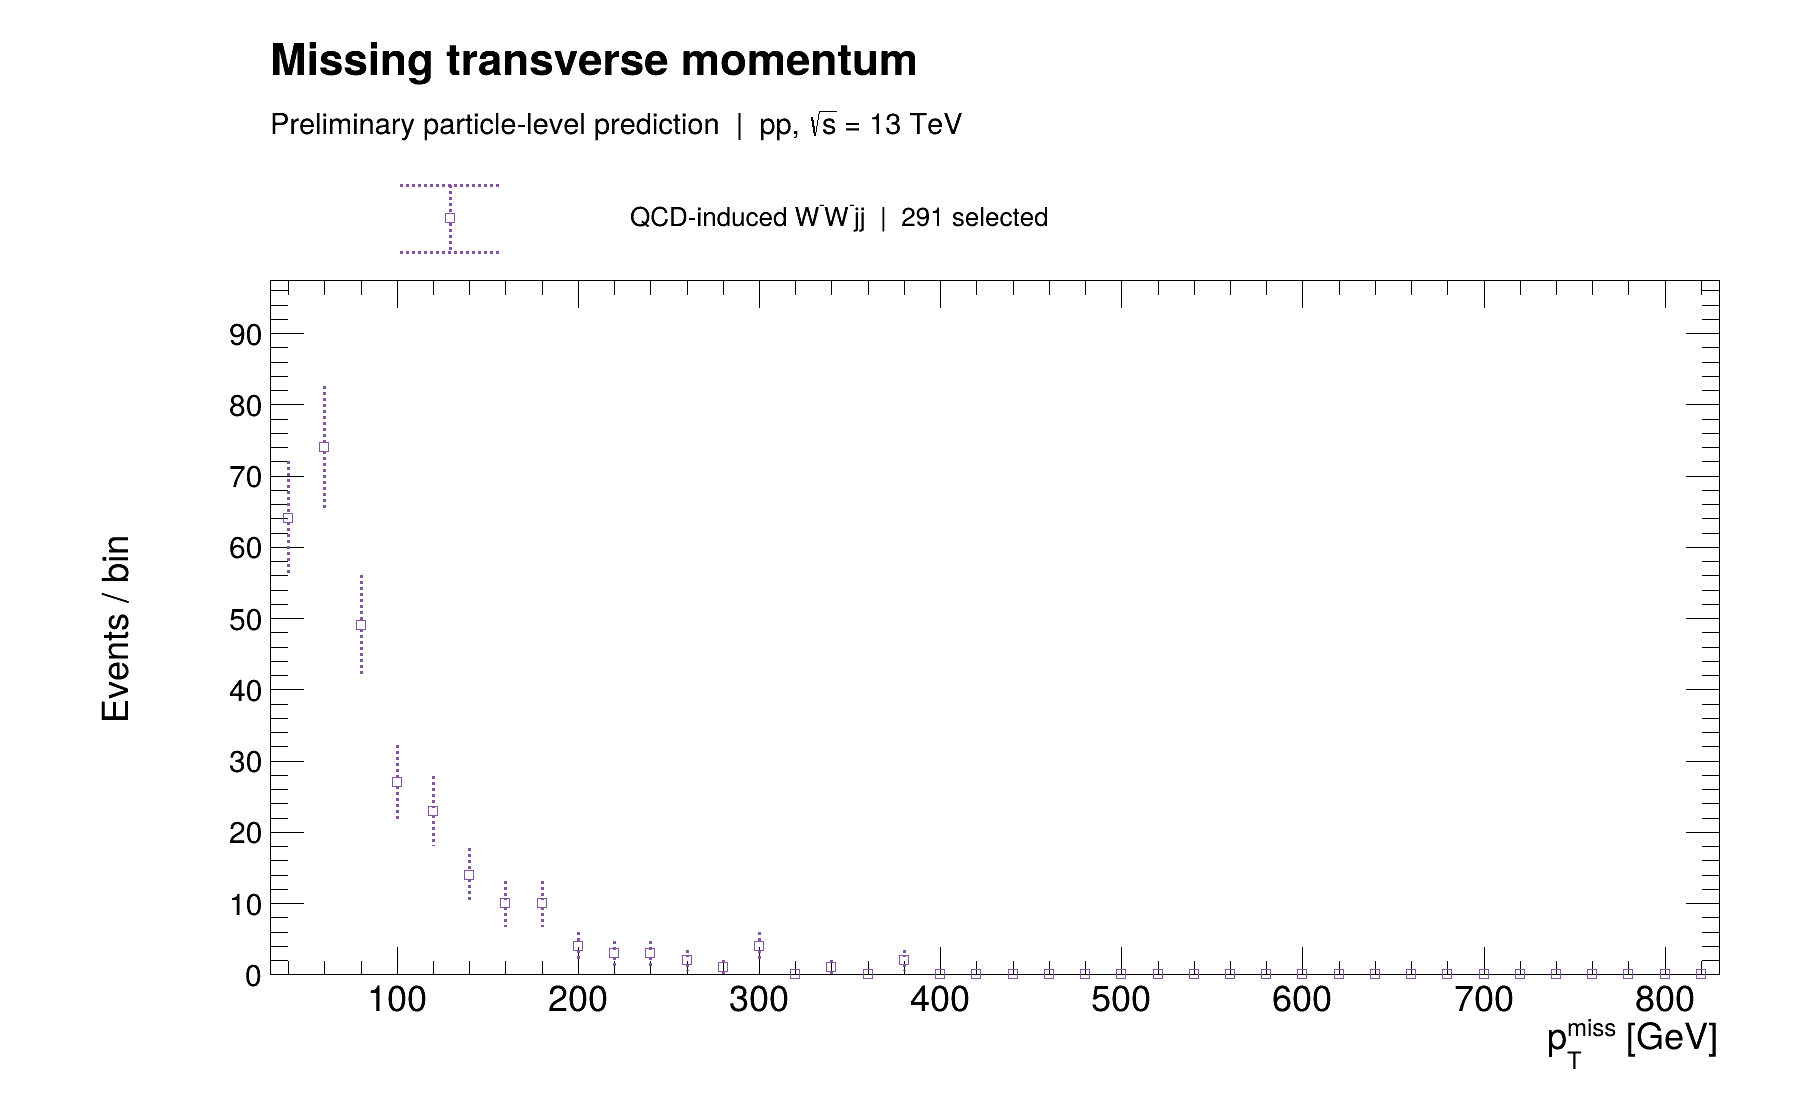 Missing transverse momentum
Preliminary particle-level prediction | pp, √s = 13 TeV
QCD-induced W⁻W⁻jj | 291 selected
90
80
70
60
50
40
30
20
10
0
Events / bin
100 200 300 400 500 600 700 800
p_T^miss [GeV]